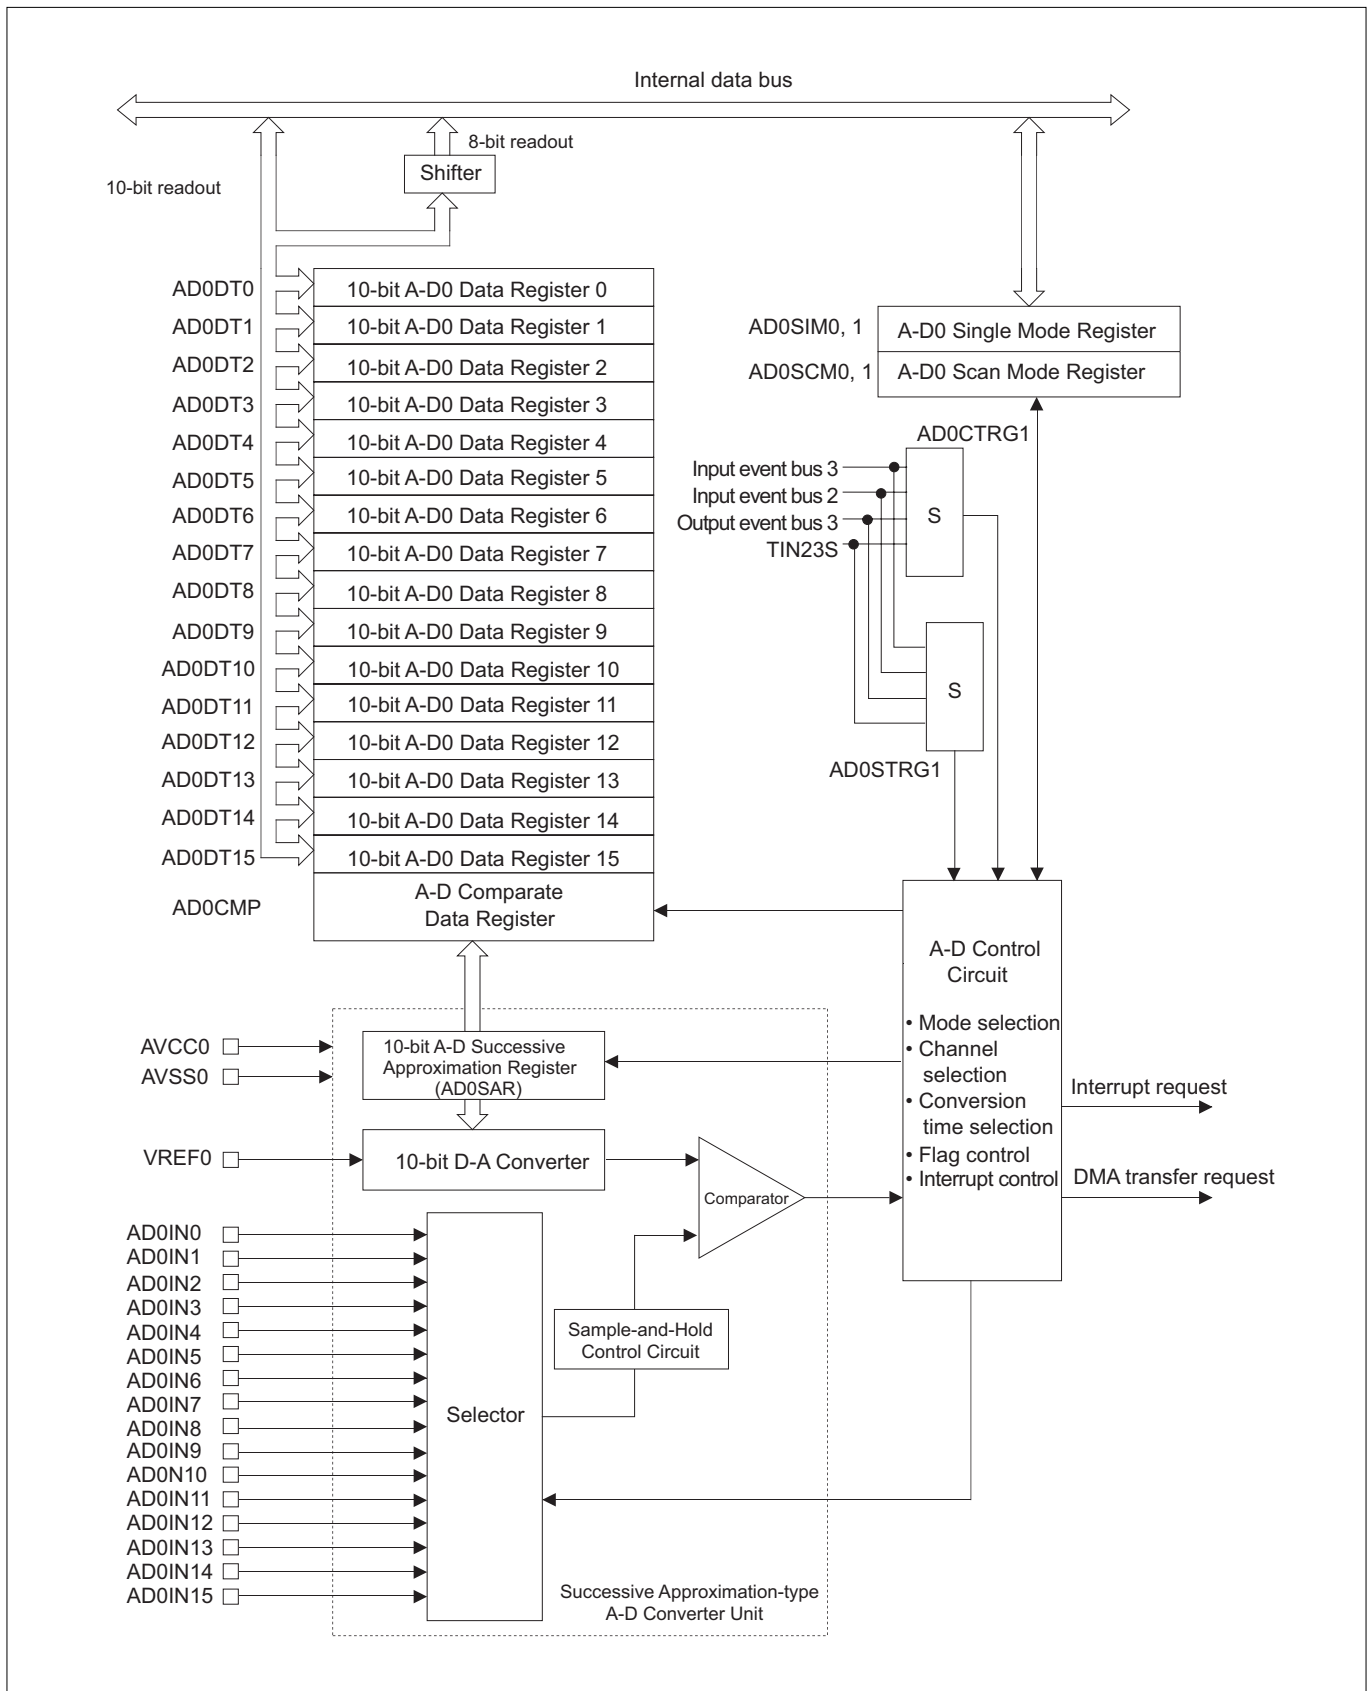 Internal data bus
8-bit readout
Shifter
10-bit readout
AD0DT0
10-bit A-D0 Data Register 0
AD0DT1
10-bit A-D0 Data Register 1
AD0DT2
10-bit A-D0 Data Register 2
AD0DT3
10-bit A-D0 Data Register 3
AD0DT4
10-bit A-D0 Data Register 4
AD0DT5
10-bit A-D0 Data Register 5
AD0DT6
10-bit A-D0 Data Register 6
AD0DT7
10-bit A-D0 Data Register 7
AD0DT8
10-bit A-D0 Data Register 8
AD0DT9
10-bit A-D0 Data Register 9
AD0DT10
10-bit A-D0 Data Register 10
AD0DT11
10-bit A-D0 Data Register 11
AD0DT12
10-bit A-D0 Data Register 12
AD0DT13
10-bit A-D0 Data Register 13
AD0DT14
10-bit A-D0 Data Register 14
AD0DT15
10-bit A-D0 Data Register 15
AD0CMP
A-D Comparate
Data Register
AD0SIM0, 1
A-D0 Single Mode Register
AD0SCM0, 1
A-D0 Scan Mode Register
AD0CTRG1
Input event bus 3
Input event bus 2
Output event bus 3
TIN23S
S
S
AD0STRG1
A-D Control
Circuit
• Mode selection
• Channel
selection
• Conversion
time selection
• Flag control
• Interrupt control
Interrupt request
DMA transfer request
AVCC0
AVSS0
10-bit A-D Successive
Approximation Register
(AD0SAR)
VREF0
10-bit D-A Converter
Comparator
AD0IN0
AD0IN1
AD0IN2
AD0IN3
AD0IN4
AD0IN5
AD0IN6
AD0IN7
AD0IN8
AD0IN9
AD0N10
AD0IN11
AD0IN12
AD0IN13
AD0IN14
AD0IN15
Selector
Sample-and-Hold
Control Circuit
Successive Approximation-type
A-D Converter Unit